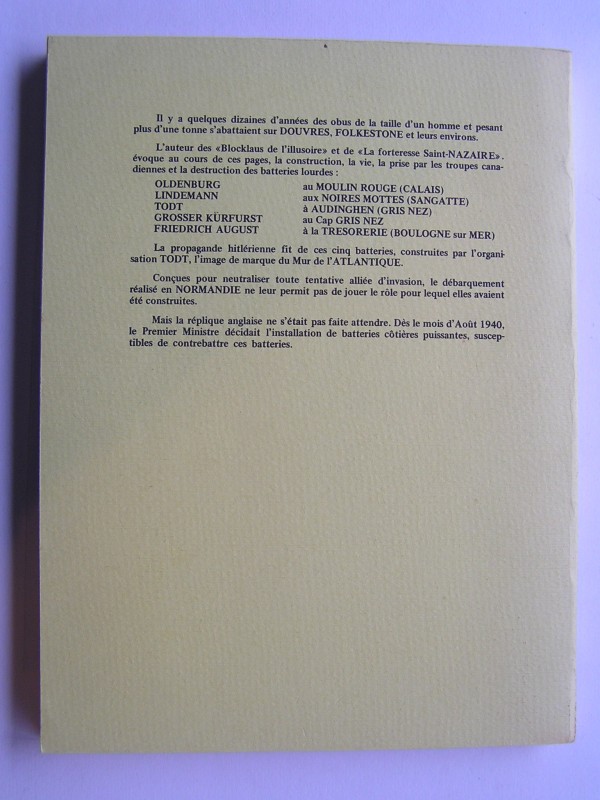 Il y a quelques dizaines d'années des obus de la taille d'un homme et pesant
plus d'une tonne s'abattaient sur DOUVRES, FOLKESTONE et leurs environs.
L'auteur des «Blocklaus de l'illusoire» et de «La forteresse Saint-NAZAIRE».
évoque au cours de ces pages, la construction, la vie, la prise par les troupes cana-
diennes et la destruction des batteries lourdes :
OLDENBURG au MOULIN ROUGE (CALAIS)
LINDEMANN aux NOIRES MOTTES (SANGATTE)
TODT à AUDINGHEN (GRIS NEZ)
GROSSER KÜRFURST au Cap GRIS NEZ
FRIEDRICH AUGUST à la TRESORERIE (BOULOGNE sur MER)
La propagande hitlérienne fit de ces cinq batteries, construites par l'organi-
sation TODT, l'image de marque du Mur de l'ATLANTIQUE.
Conçues pour neutraliser toute tentative alliée d'invasion, le débarquement
réalisé en NORMANDIE ne leur permit pas de jouer le rôle pour lequel elles avaient
été construites.
Mais la réplique anglaise ne s'était pas faite attendre. Dès le mois d'Août 1940,
le Premier Ministre décidait l'installation de batteries côtières puissantes, suscep-
tibles de contrebattre ces batteries.